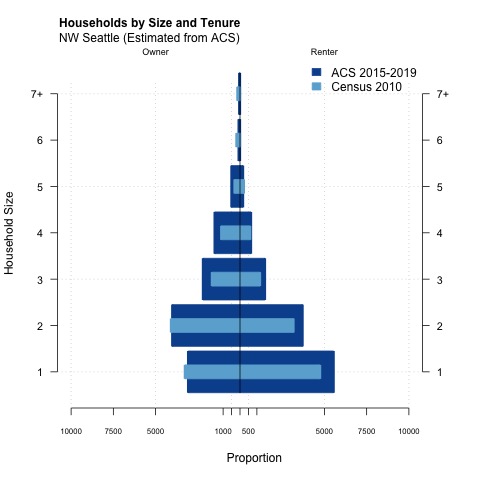 Households by Size and Tenure
NW Seattle (Estimated from ACS)
Owner
Renter
ACS 2015-2019
Census 2010
7+
7+
6
6
5
5
4
4
3
3
2
2
1
1
Household Size
10000 7500 5000 1000 500 5000 7500 10000
Proportion